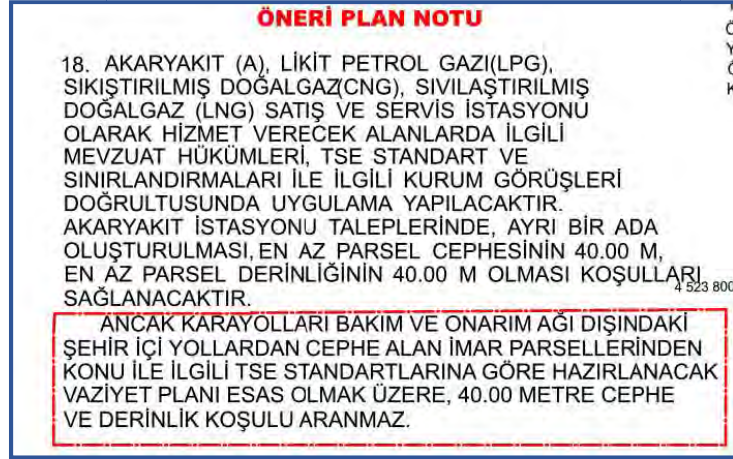 ÖNERİ PLAN NOTU
18. AKARYAKIT (A), LİKİT PETROL GAZI(LPG),
SIKIŞTIRILMIŞ DOĞALGAZ(CNG), SIVILAŞTIRILMIŞ
DOĞALGAZ (LNG) SATIŞ VE SERVİS İSTASYONU
OLARAK HİZMET VERECEK ALANLARDA İLGİLİ
MEVZUAT HÜKÜMLERİ, TSE STANDART VE
SINIRLANDIRMALARI İLE İLGİLİ KURUM GÖRÜŞLERİ
DOĞRULTUSUNDA UYGULAMA YAPILACAKTIR.
AKARYAKIT İSTASYONU TALEPLERİNDE, AYRI BİR ADA
OLUŞTURULMASI, EN AZ PARSEL CEPHESİNİN 40.00 M,
EN AZ PARSEL DERİNLİĞİNİN 40.00 M OLMASI KOŞULLARI
SAĞLANACAKTIR.
4 523 800
ANCAK KARAYOLLARI BAKIM VE ONARIM AĞI DIŞINDAKİ
ŞEHİR İÇİ YOLLARDAN CEPHE ALAN İMAR PARSELLERİNDEN
KONU İLE İLGİLİ TSE STANDARTLARINA GÖRE HAZIRLANACAK
VAZİYET PLANI ESAS OLMAK ÜZERE, 40.00 METRE CEPHE
VE DERİNLİK KOŞULU ARANMAZ.